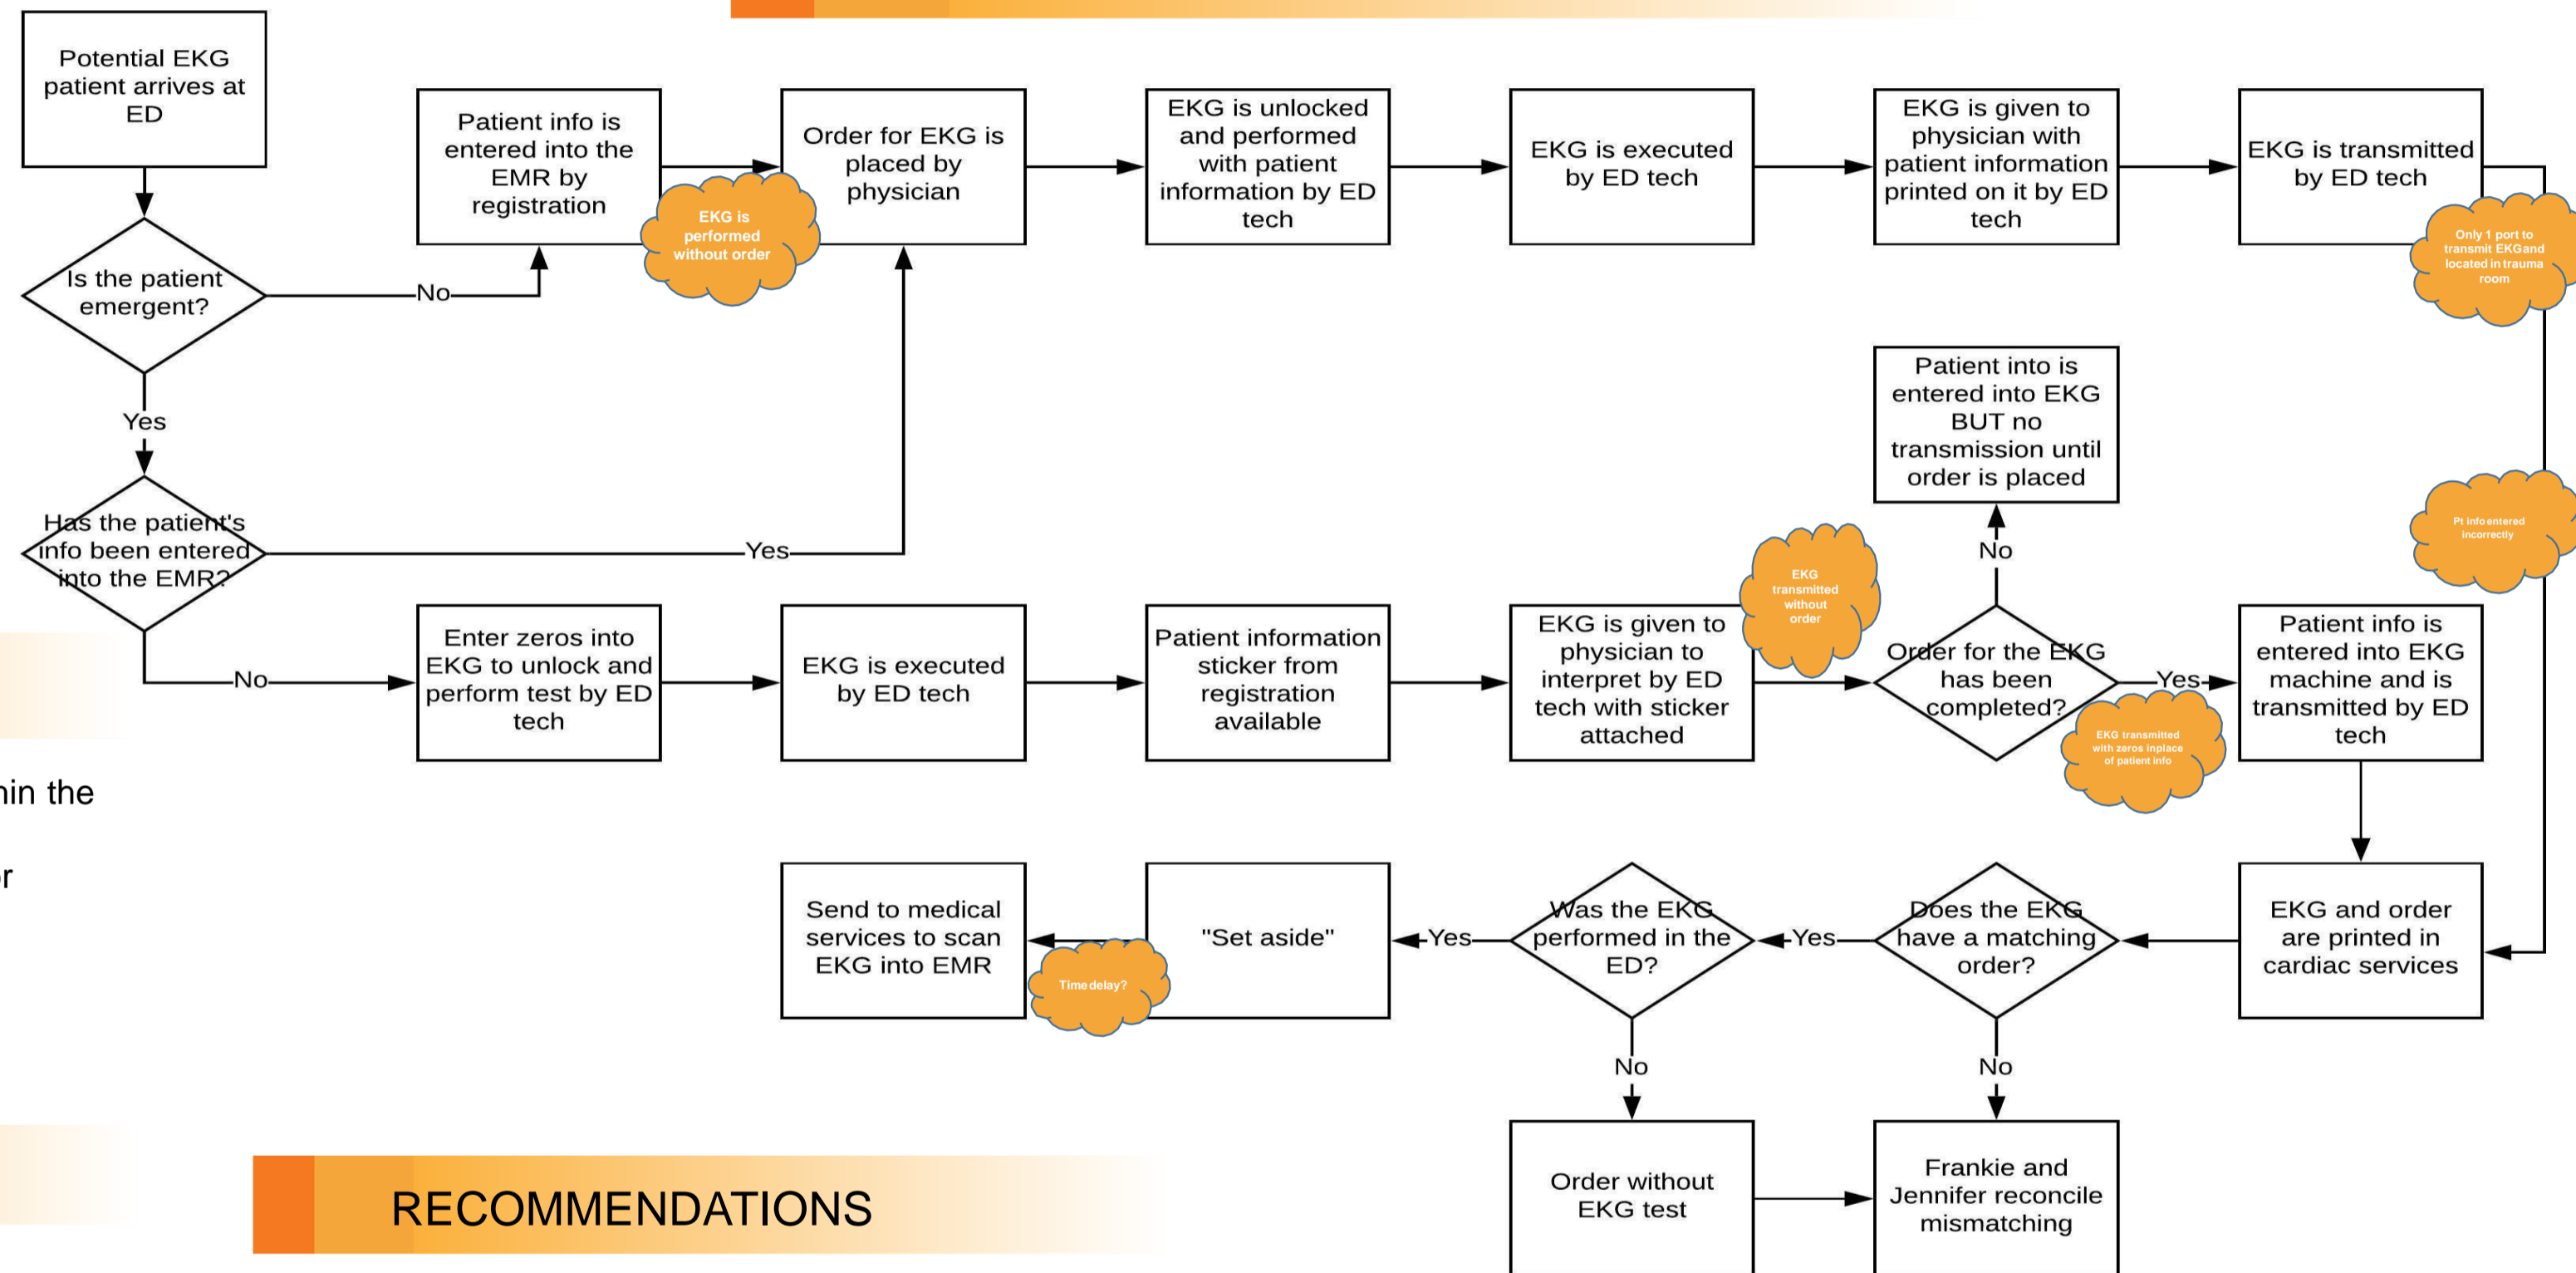 Potential EKG
patient arrives at
ED
Is the patient
emergent?
No
Yes
Has the patient's
info been entered
into the EMR?
Yes
No
Patient info is
entered into the
EMR by
registration
EKG is
performed
without order
Order for EKG is
placed by
physician
EKG is unlocked
and performed
with patient
information by ED
tech
EKG is executed
by ED tech
EKG is given to
physician with
patient information
printed on it by ED
tech
EKG is transmitted
by ED tech
Only 1 port to
transmit EKG and
located in trauma
room
Patient into is
entered into EKG
BUT no
transmission until
order is placed
No
Pt info entered
incorrectly
Enter zeros into
EKG to unlock and
perform test by ED
tech
EKG is executed
by ED tech
Patient information
sticker from
registration
available
EKG is given to
physician to
interpret by ED
tech with sticker
attached
EKG
transmitted
without
order
Order for the EKG
has been
completed?
Yes
EKG transmitted
with zeros inplace
of patient info
Patient info is
entered into EKG
machine and is
transmitted by ED
tech
hin the
or
Send to medical
services to scan
EKG into EMR
Time delay?
"Set aside"
Yes
Was the EKG
performed in the
ED?
Yes
Does the EKG
have a matching
order?
EKG and order
are printed in
cardiac services
No
No
Order without
EKG test
Frankie and
Jennifer reconcile
mismatching
RECOMMENDATIONS